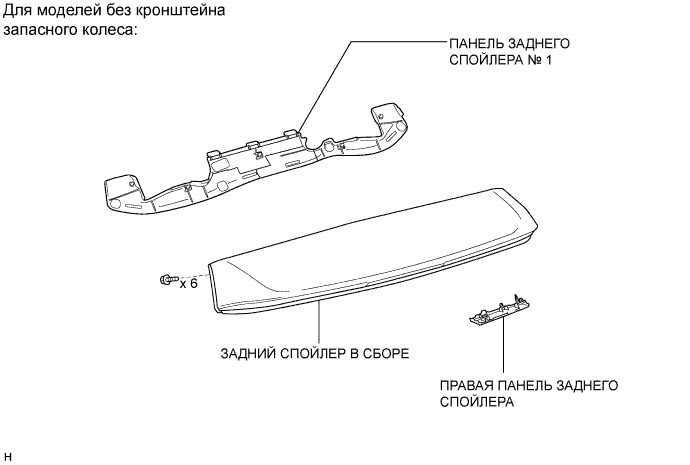 Для моделей без кронштейна
запасного колеса:
ПАНЕЛЬ ЗАДНЕГО
СПОЙЛЕРА № 1
x 6
ЗАДНИЙ СПОЙЛЕР В СБОРЕ
ПРАВАЯ ПАНЕЛЬ ЗАДНЕГО
СПОЙЛЕРА
H